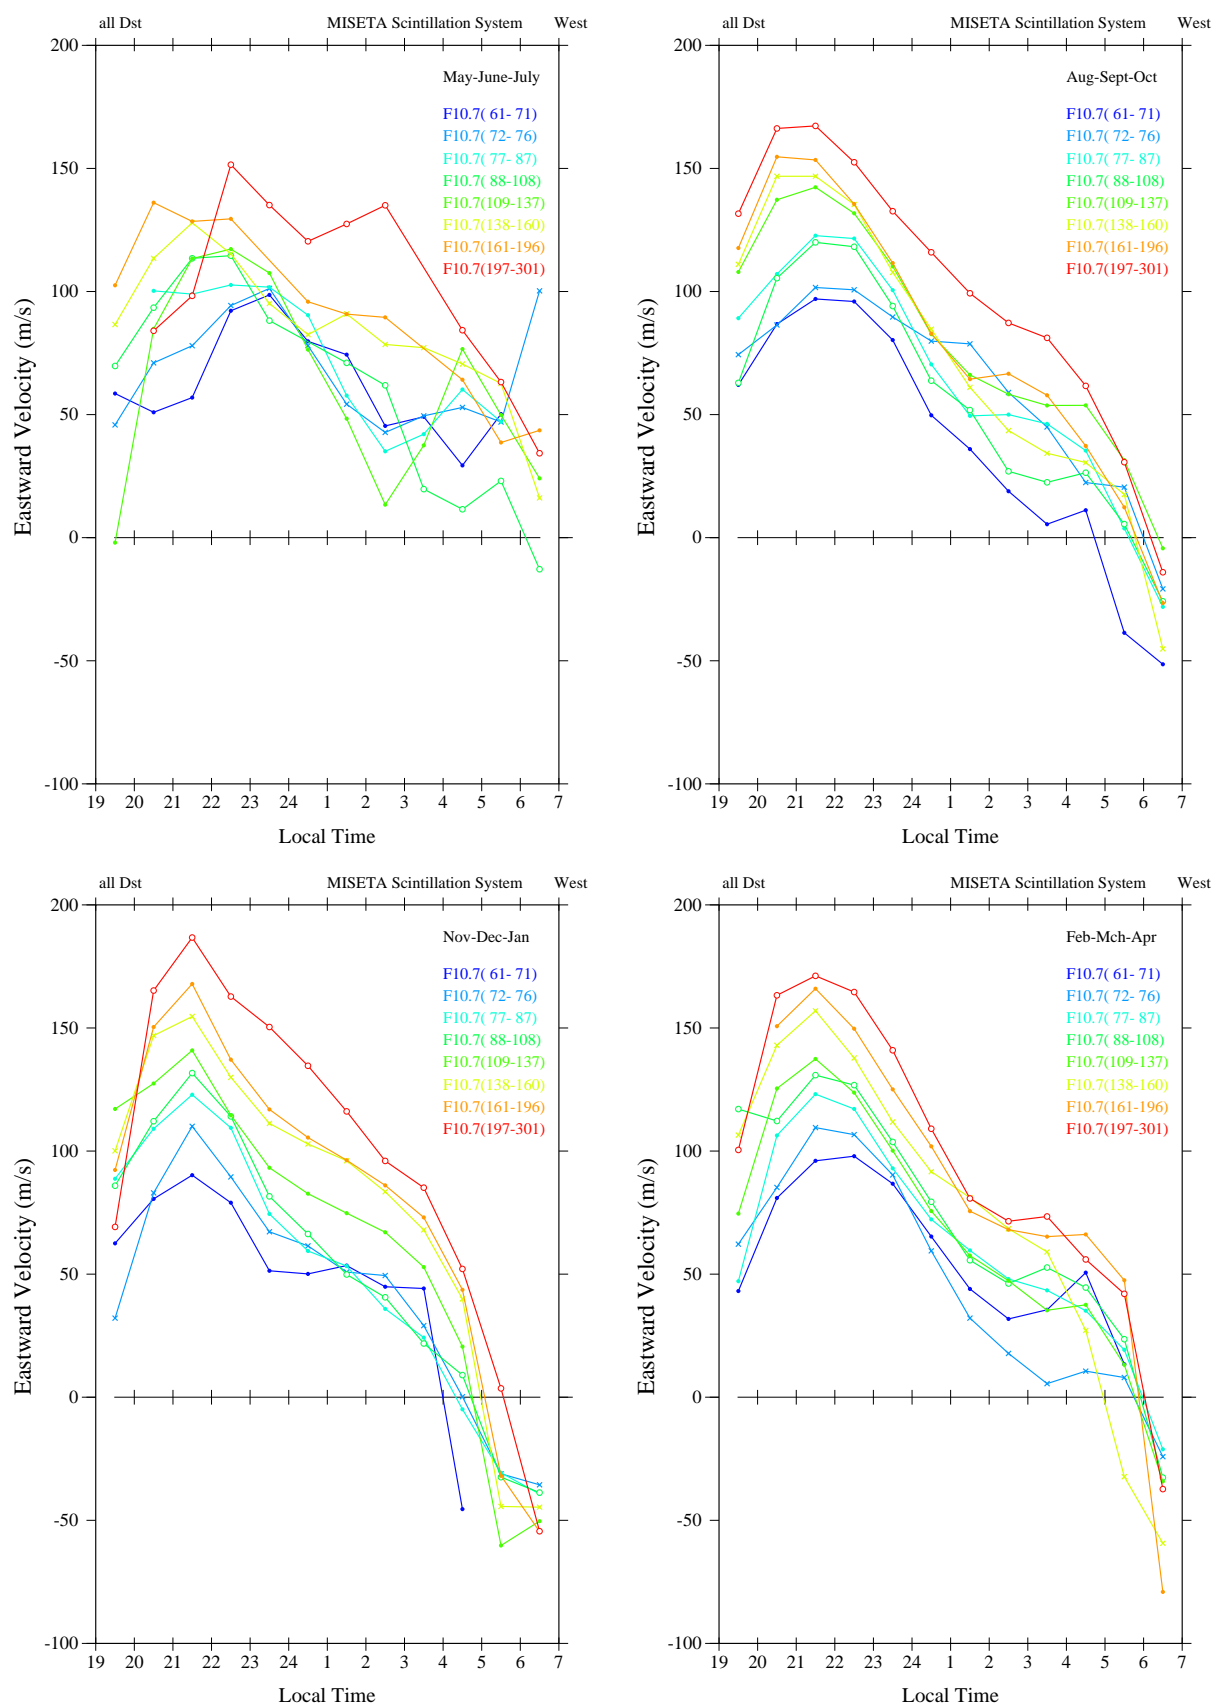 all Dst MISETA Scintillation System West
200
May-June-July
F10.7( 61- 71)
F10.7( 72- 76)
F10.7( 77- 87)
F10.7( 88-108)
F10.7(109-137)
F10.7(138-160)
F10.7(161-196)
F10.7(197-301)
150
100
50
0
-50
-100
Eastward Velocity (m/s)
19 20 21 22 23 24 1 2 3 4 5 6 7
Local Time
all Dst MISETA Scintillation System West
200
Aug-Sept-Oct
F10.7( 61- 71)
F10.7( 72- 76)
F10.7( 77- 87)
F10.7( 88-108)
F10.7(109-137)
F10.7(138-160)
F10.7(161-196)
F10.7(197-301)
150
100
50
0
-50
-100
Eastward Velocity (m/s)
19 20 21 22 23 24 1 2 3 4 5 6 7
Local Time
all Dst MISETA Scintillation System West
200
Nov-Dec-Jan
F10.7( 61- 71)
F10.7( 72- 76)
F10.7( 77- 87)
F10.7( 88-108)
F10.7(109-137)
F10.7(138-160)
F10.7(161-196)
F10.7(197-301)
150
100
50
0
-50
-100
Eastward Velocity (m/s)
19 20 21 22 23 24 1 2 3 4 5 6 7
Local Time
all Dst MISETA Scintillation System West
200
Feb-Mch-Apr
F10.7( 61- 71)
F10.7( 72- 76)
F10.7( 77- 87)
F10.7( 88-108)
F10.7(109-137)
F10.7(138-160)
F10.7(161-196)
F10.7(197-301)
150
100
50
0
-50
-100
Eastward Velocity (m/s)
19 20 21 22 23 24 1 2 3 4 5 6 7
Local Time